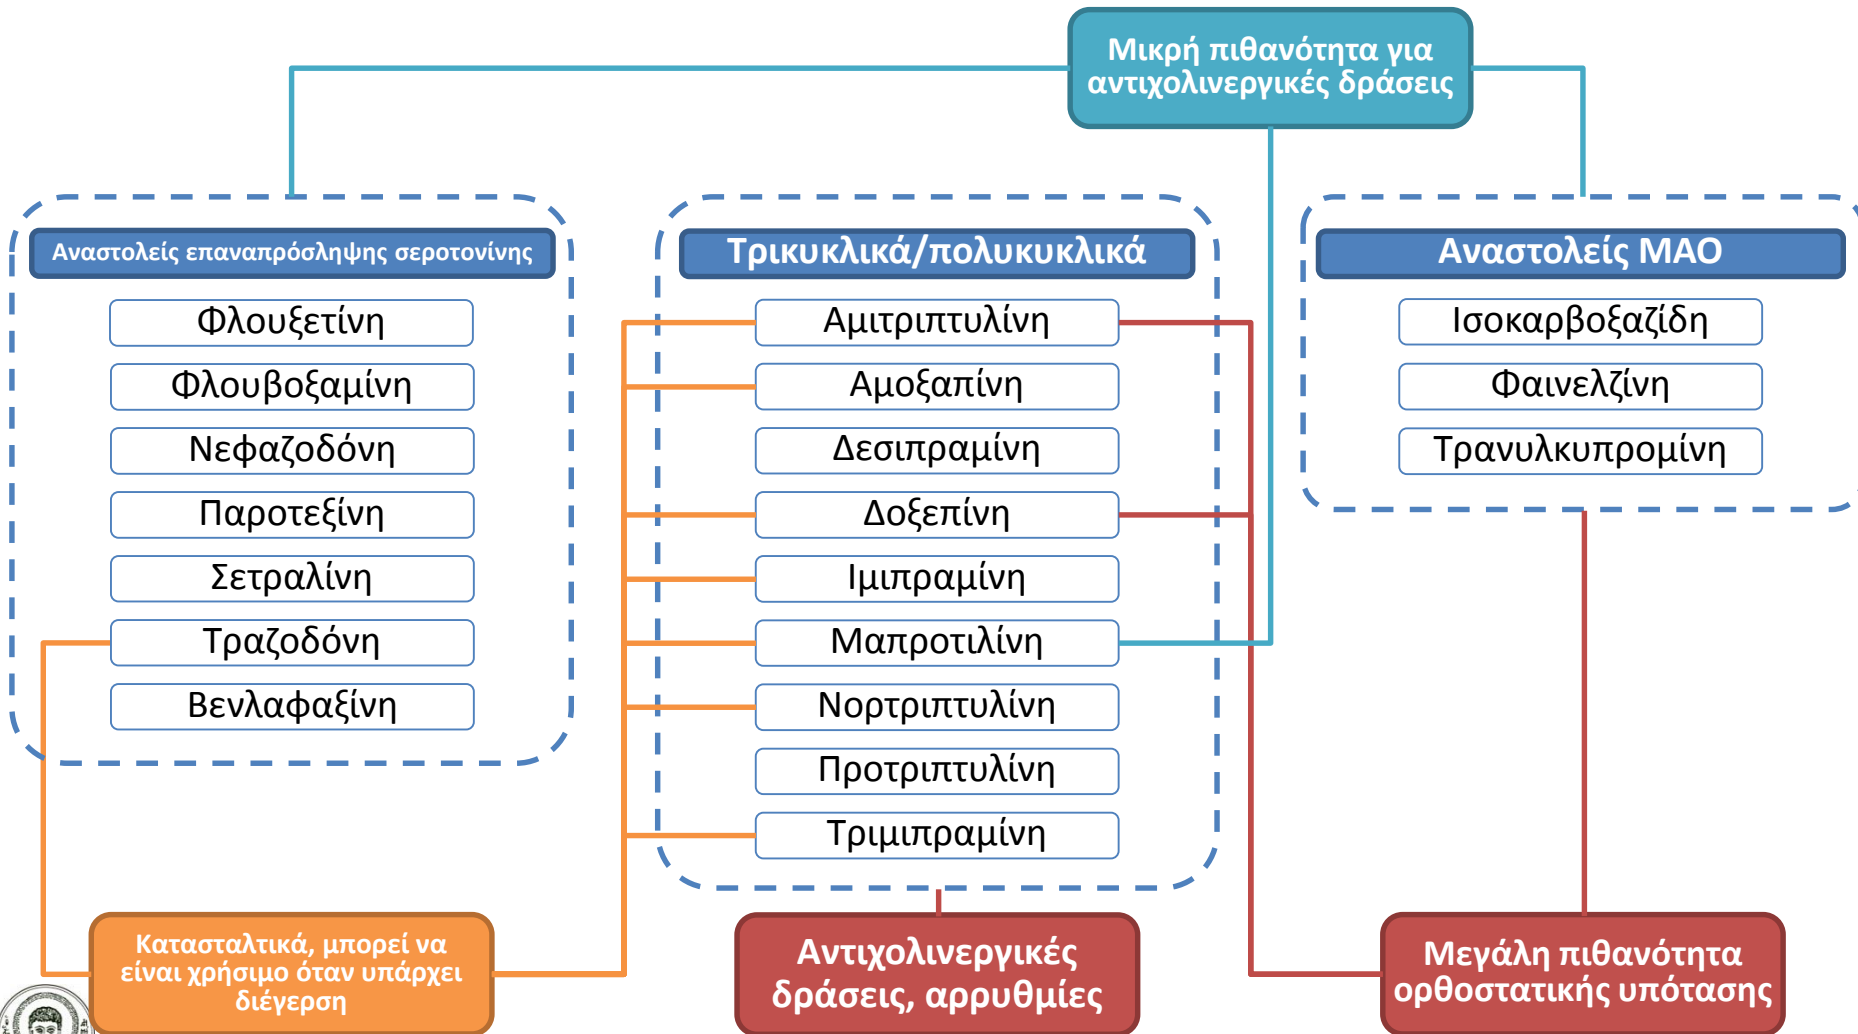 Μικρή πιθανότητα για
αντιχολινεργικές δράσεις
Αναστολείς επαναπρόσληψης σεροτονίνης
Φλουξετίνη
Φλουβοξαμίνη
Νεφαζοδόνη
Παροτεξίνη
Σετραλίνη
Τραζοδόνη
Βενλαφαξίνη
Τρικυκλικά/πολυκυκλικά
Αμιτριπτυλίνη
Αμοξαπίνη
Δεσιπραμίνη
Δοξεπίνη
Ιμιπραμίνη
Μαπροτιλίνη
Νορτριπτυλίνη
Προτριπτυλίνη
Τριμιπραμίνη
Αναστολείς ΜΑΟ
Ισοκαρβοξαζίδη
Φαινελζίνη
Τρανυλκυπρομίνη
Κατασταλτικά, μπορεί να
είναι χρήσιμο όταν υπάρχει
διέγερση
Αντιχολινεργικές
δράσεις, αρρυθμίες
Μεγάλη πιθανότητα
ορθοστατικής υπότασης